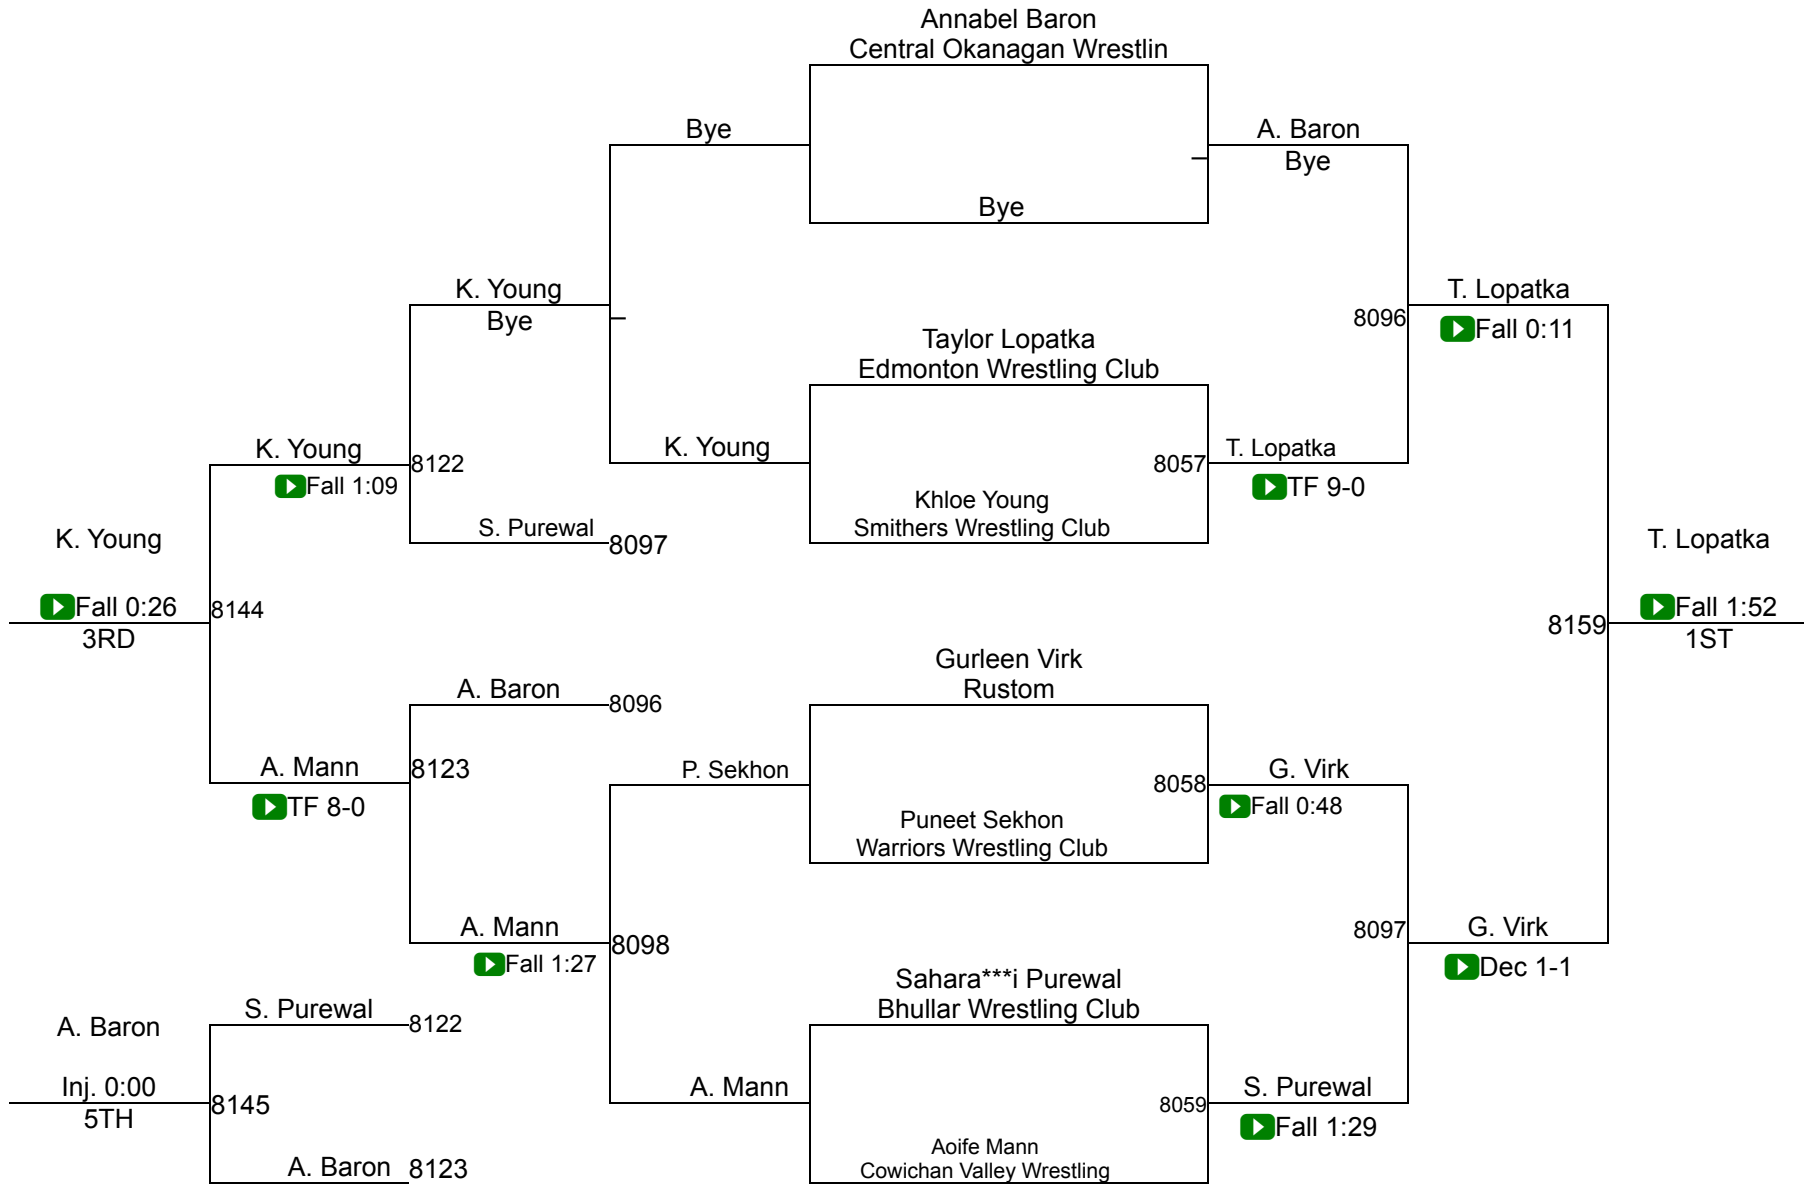 Annabel Baron
Central Okanagan Wrestlin
Bye
A. Baron
Bye
Bye
K. Young
Bye
T. Lopatka
8096
Fall 0:11
Taylor Lopatka
Edmonton Wrestling Club
K. Young
8122
Fall 1:09
K. Young
8057
T. Lopatka
TF 9-0
Khloe Young
Smithers Wrestling Club
S. Purewal
8097
K. Young
Fall 0:26
3RD
8144
T. Lopatka
8159
Fall 1:52
1ST
Gurleen Virk
Rustom
A. Baron
8096
A. Mann
8123
TF 8-0
P. Sekhon
8058
G. Virk
Fall 0:48
Puneet Sekhon
Warriors Wrestling Club
A. Mann
8098
Fall 1:27
8097
G. Virk
Dec 1-1
Sahara***i Purewal
Bhullar Wrestling Club
A. Baron
Inj. 0:00
5TH
S. Purewal
8122
8145
A. Mann
8059
S. Purewal
Fall 1:29
Aoife Mann
Cowichan Valley Wrestling
A. Baron
8123